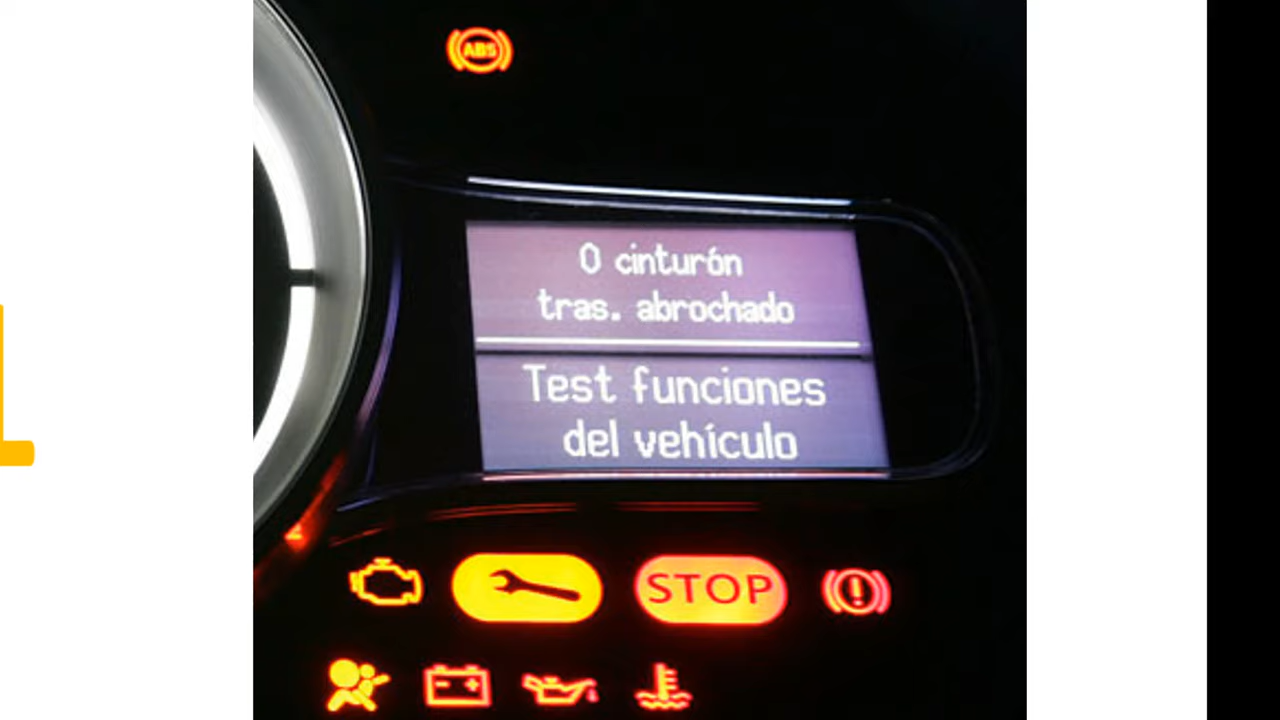 ABS
0 cinturón
tras. abrochado
Test funciones
del vehículo
STOP